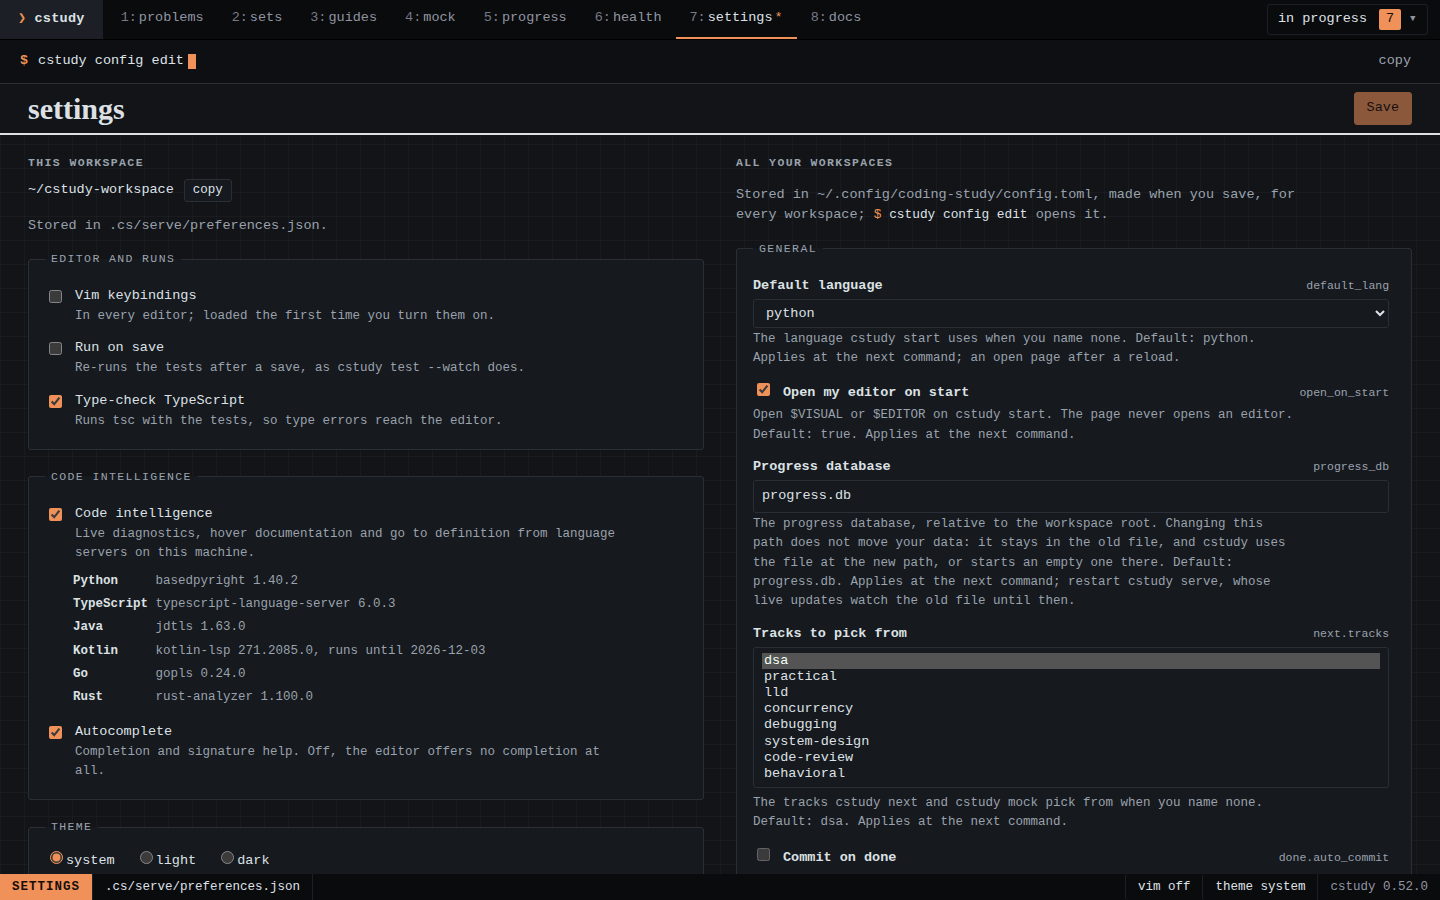 ❯ cstudy 1:problems 2:sets 3:guides 4:mock 5:progress 6:health 7:settings* 8:docs in progress 7 ▼
$ cstudy config edit copy
settings Save
THIS WORKSPACE
~/cstudy-workspace copy
Stored in .cs/serve/preferences.json.
EDITOR AND RUNS
Vim keybindings
In every editor; loaded the first time you turn them on.
Run on save
Re-runs the tests after a save, as cstudy test --watch does.
Type-check TypeScript
Runs tsc with the tests, so type errors reach the editor.
CODE INTELLIGENCE
Code intelligence
Live diagnostics, hover documentation and go to definition from language
servers on this machine.
Python basedpyright 1.40.2
TypeScript typescript-language-server 6.0.3
Java jdtls 1.63.0
Kotlin kotlin-lsp 271.2085.0, runs until 2026-12-03
Go gopls 0.24.0
Rust rust-analyzer 1.100.0
Autocomplete
Completion and signature help. Off, the editor offers no completion at
all.
THEME
system light dark
ALL YOUR WORKSPACES
Stored in ~/.config/coding-study/config.toml, made when you save, for
every workspace; $ cstudy config edit opens it.
GENERAL
Default language default_lang
python
The language cstudy start uses when you name none. Default: python.
Applies at the next command; an open page after a reload.
Open my editor on start open_on_start
Open $VISUAL or $EDITOR on cstudy start. The page never opens an editor.
Default: true. Applies at the next command.
Progress database progress_db
progress.db
The progress database, relative to the workspace root. Changing this
path does not move your data: it stays in the old file, and cstudy uses
the file at the new path, or starts an empty one there. Default:
progress.db. Applies at the next command; restart cstudy serve, whose
live updates watch the old file until then.
Tracks to pick from next.tracks
dsa
practical
lld
concurrency
debugging
system-design
code-review
behavioral
The tracks cstudy next and cstudy mock pick from when you name none.
Default: dsa. Applies at the next command.
Commit on done done.auto_commit
SETTINGS .cs/serve/preferences.json vim off theme system cstudy 0.52.0